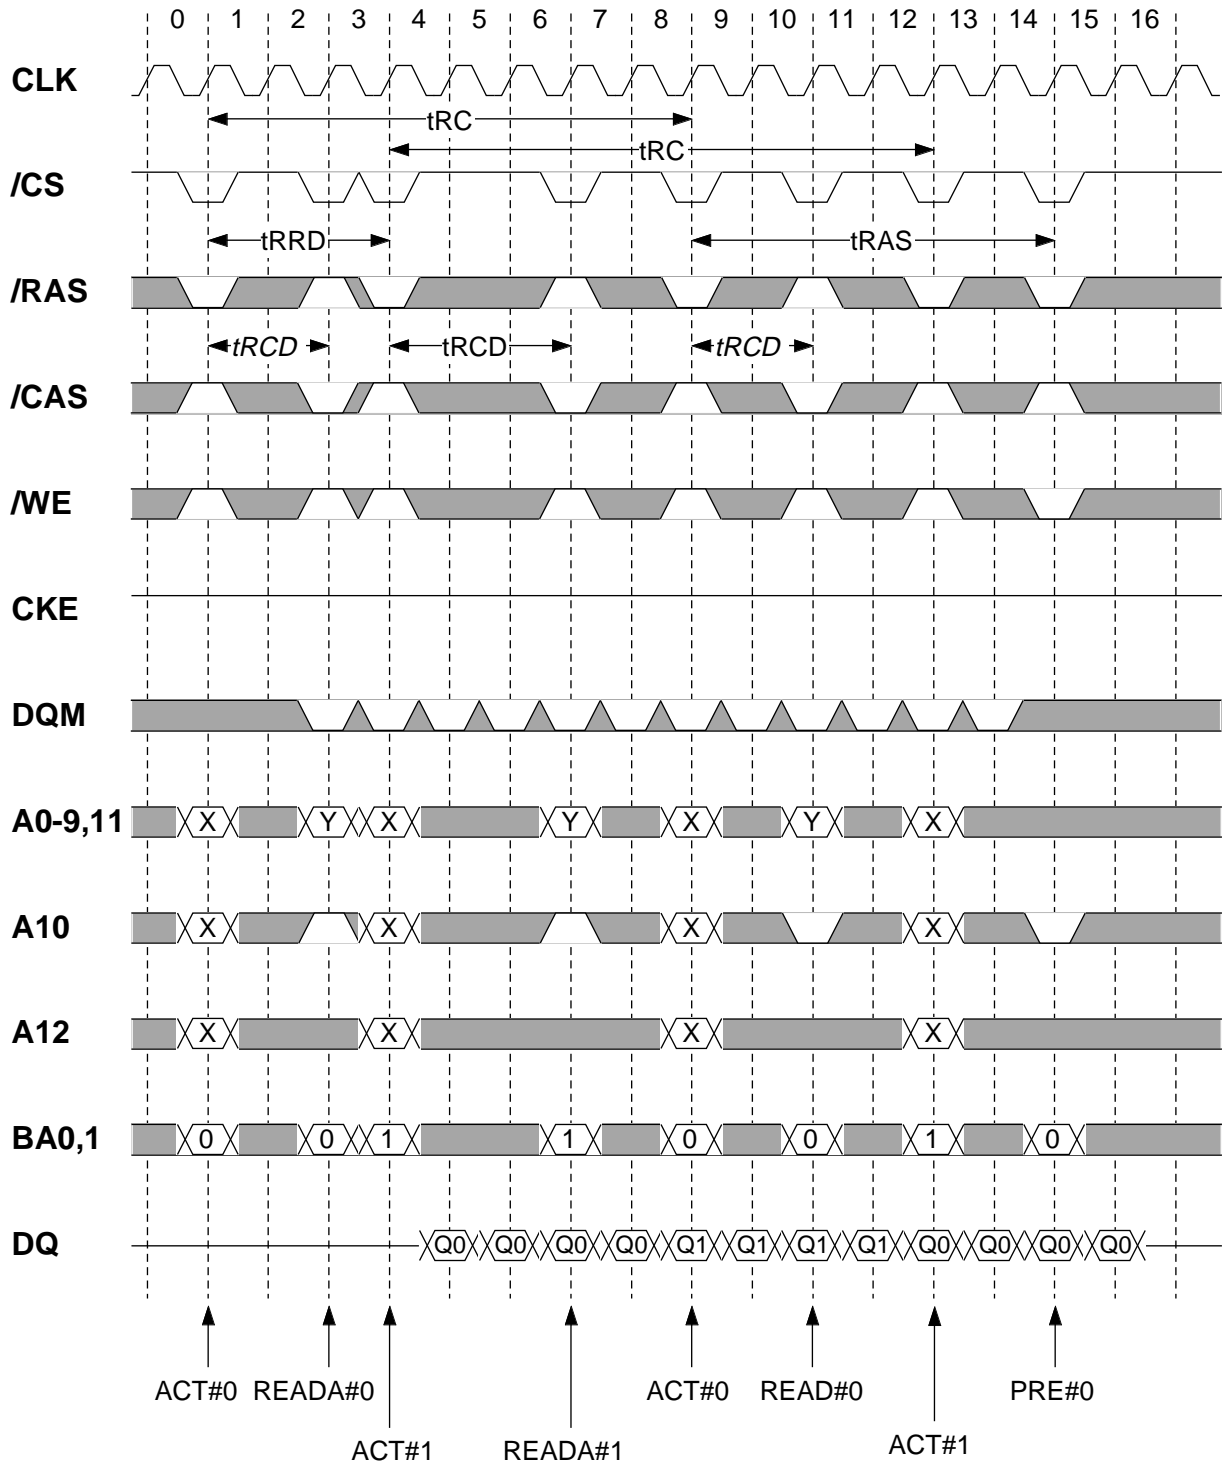 0 1 2 3 4 5 6 7 8 9 10 11 12 13 14 15 16
CLK
tRC
tRC
/CS
tRRD tRAS
/RAS
tRCD tRCD tRCD
/CAS
/WE
CKE
DQM
A0-9,11 X Y X Y X Y X
A10 X X X X
A12 X X X X
BA0,1 0 0 1 1 0 0 1 0
DQ Q0 Q0 Q0 Q0 Q1 Q1 Q1 Q1 Q0 Q0 Q0 Q0
ACT#0 READA#0 ACT#0 READ#0 PRE#0
ACT#1 READA#1 ACT#1